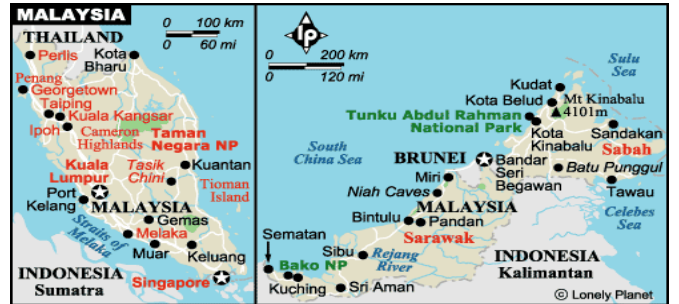 MALAYSIA
0 100 km
0 60 mi
THAILAND
Perlis
Kota
Bharu
Penang
Georgetown
Taiping
Kuala Kangsar
Ipoh
Cameron
Highlands
Taman
Negara NP
Kuala
Lumpur
Tasik
Chini
Kuantan
Tioman
Island
Port
Kelang
MALAYSIA
Gemas
Straits of
Melaka
Melaka
Muar
Keluang
INDONESIA
Sumatra
Singapore
lp
0 200 km
0 120 mi
Sulu
Sea
Kudat
Kota Belud
Mt Kinabalu
4101m
Tunku Abdul Rahman
National Park
Kota
Kinabalu
Sandakan
Sabah
South
China Sea
BRUNEI
Bandar
Seri
Begawan
Batu Punggul
Miri
Tawau
Niah Caves
Celebes
Sea
MALAYSIA
Bintulu
Pandan
Sarawak
Sematan
Sibu
Rejang
River
INDONESIA
Kalimantan
Bako NP
Kuching
Sri Aman
© Lonely Planet